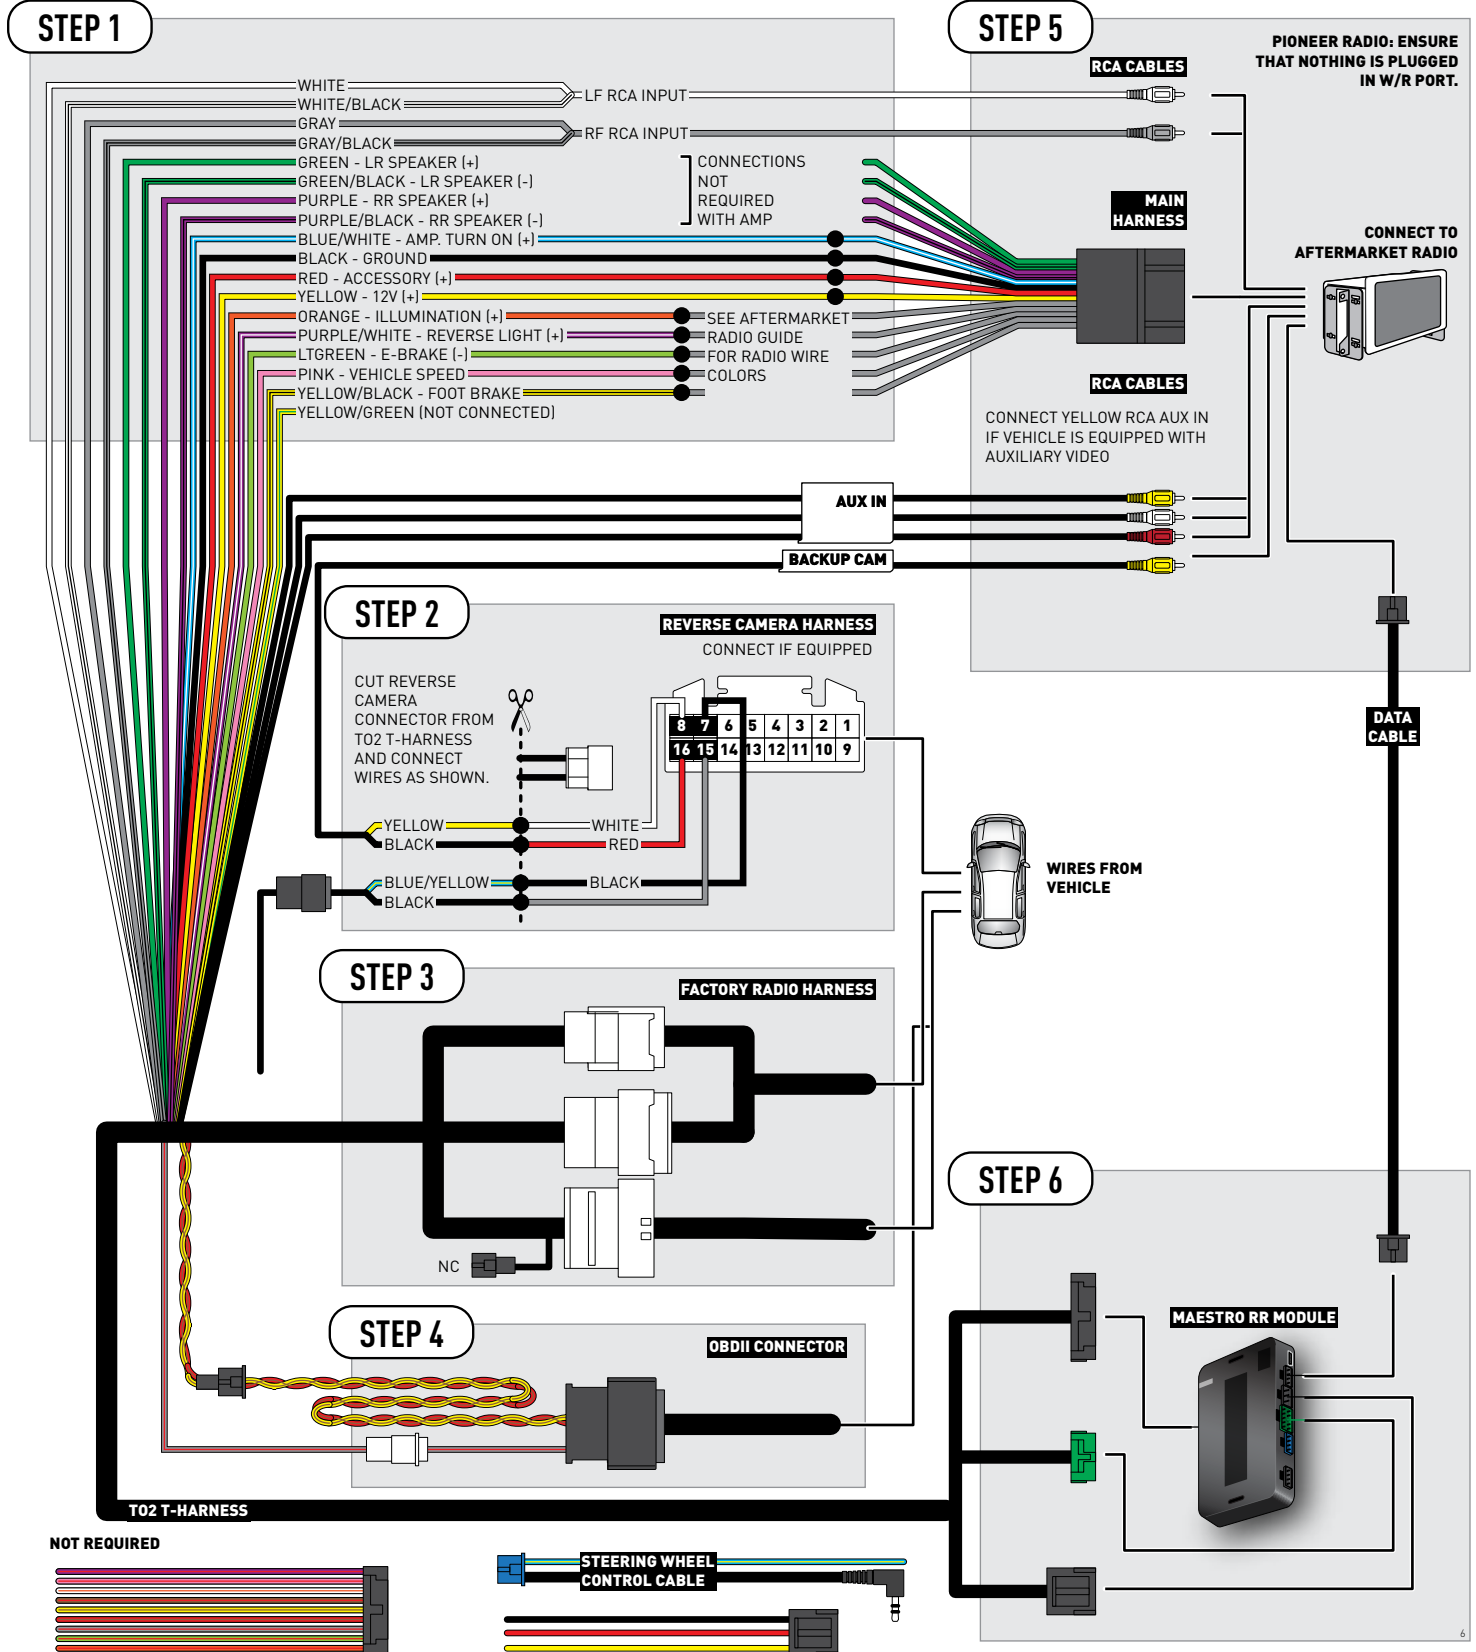 STEP 1
WHITE
WHITE/BLACK
LF RCA INPUT
GRAY
GRAY/BLACK
RF RCA INPUT
GREEN - LR SPEAKER (+)
GREEN/BLACK - LR SPEAKER (-)
PURPLE - RR SPEAKER (+)
PURPLE/BLACK - RR SPEAKER (-)
CONNECTIONS
NOT
REQUIRED
WITH AMP
BLUE/WHITE - AMP. TURN ON (+)
BLACK - GROUND
RED - ACCESSORY (+)
YELLOW - 12V (+)
ORANGE - ILLUMINATION (+)
PURPLE/WHITE - REVERSE LIGHT (+)
LTGREEN - E-BRAKE (-)
PINK - VEHICLE SPEED
YELLOW/BLACK - FOOT BRAKE
YELLOW/GREEN (NOT CONNECTED)
SEE AFTERMARKET
RADIO GUIDE
FOR RADIO WIRE
COLORS
STEP 5
PIONEER RADIO: ENSURE
THAT NOTHING IS PLUGGED
IN W/R PORT.
RCA CABLES
MAIN
HARNESS
CONNECT TO
AFTERMARKET RADIO
RCA CABLES
CONNECT YELLOW RCA AUX IN
IF VEHICLE IS EQUIPPED WITH
AUXILIARY VIDEO
AUX IN
BACKUP CAM
STEP 2
REVERSE CAMERA HARNESS
CONNECT IF EQUIPPED
CUT REVERSE
CAMERA
CONNECTOR FROM
TO2 T-HARNESS
AND CONNECT
WIRES AS SHOWN.
8 7 6 5 4 3 2 1
16 15 14 13 12 11 10 9
YELLOW
BLACK
WHITE
RED
BLUE/YELLOW
BLACK
BLACK
DATA
CABLE
WIRES FROM
VEHICLE
STEP 3
FACTORY RADIO HARNESS
NC
STEP 4
OBDII CONNECTOR
TO2 T-HARNESS
STEP 6
MAESTRO RR MODULE
NOT REQUIRED
STEERING WHEEL
CONTROL CABLE
6